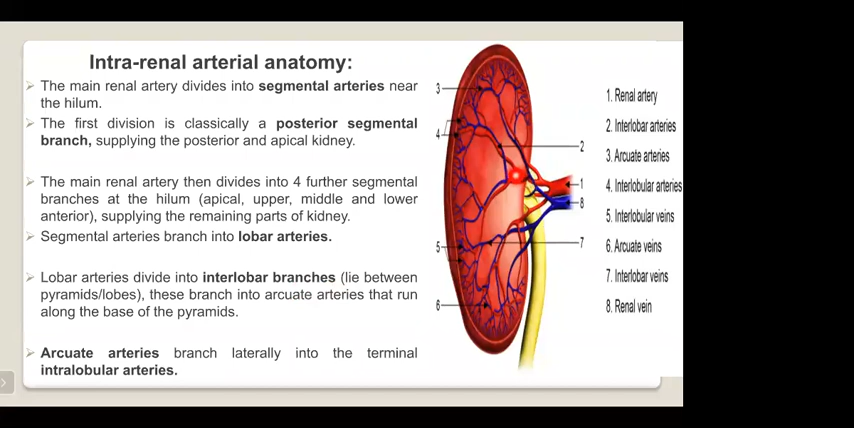 Intra-renal arterial anatomy:
The main renal artery divides into segmental arteries near
the hilum.
The first division is classically a posterior segmental
branch, supplying the posterior and apical kidney.
The main renal artery then divides into 4 further segmental
branches at the hilum (apical, upper, middle and lower
anterior), supplying the remaining parts of kidney.
Segmental arteries branch into lobar arteries.
Lobar arteries divide into interlobar branches (lie between
pyramids/lobes), these branch into arcuate arteries that run
along the base of the pyramids.
Arcuate arteries branch laterally into the terminal
intralobular arteries.
3
4
5
6
2
1
8
7
1. Renal artery
2. Interlobar arteries
3. Arcuate arteries
4. Interlobular arteries
5. Interlobular veins
6. Arcuate veins
7. Interlobar veins
8. Renal vein